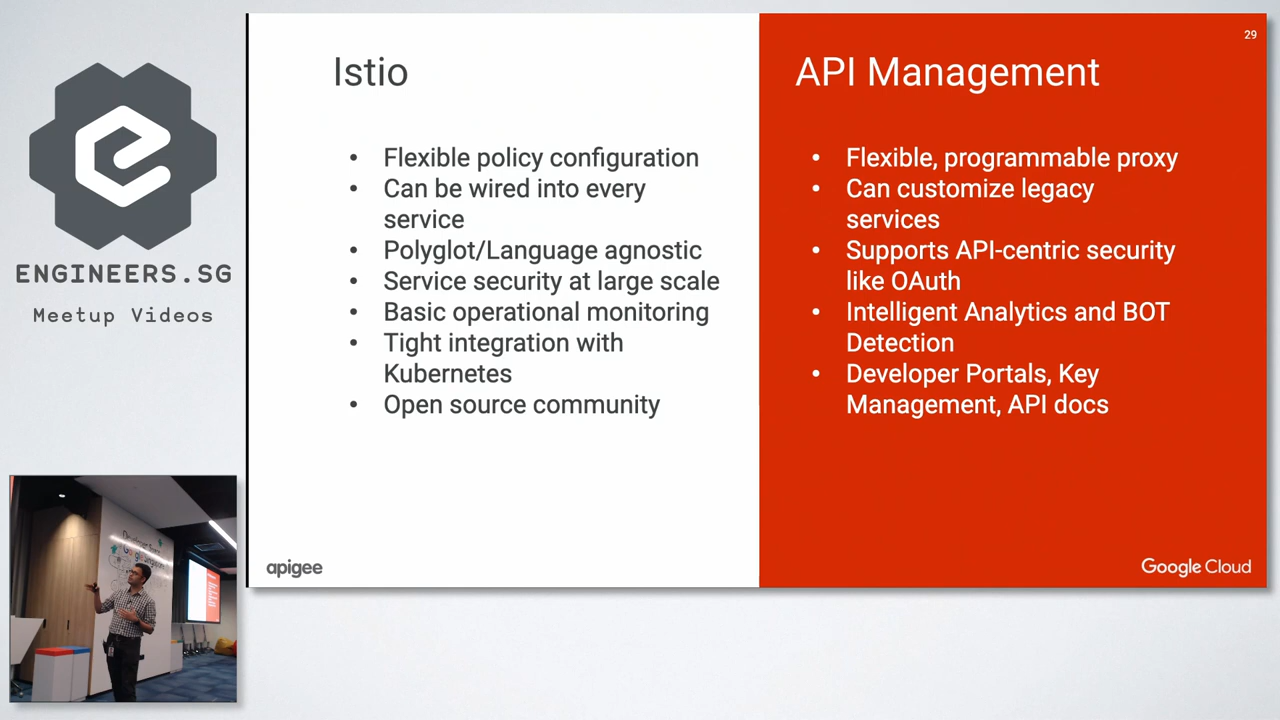 ENGINEERS.SG
Meetup Videos
29
Istio
• Flexible policy configuration
• Can be wired into every
service
• Polyglot/Language agnostic
• Service security at large scale
• Basic operational monitoring
• Tight integration with
Kubernetes
• Open source community
apigee
API Management
• Flexible, programmable proxy
• Can customize legacy
services
• Supports API-centric security
like OAuth
• Intelligent Analytics and BOT
Detection
• Developer Portals, Key
Management, API docs
Google Cloud